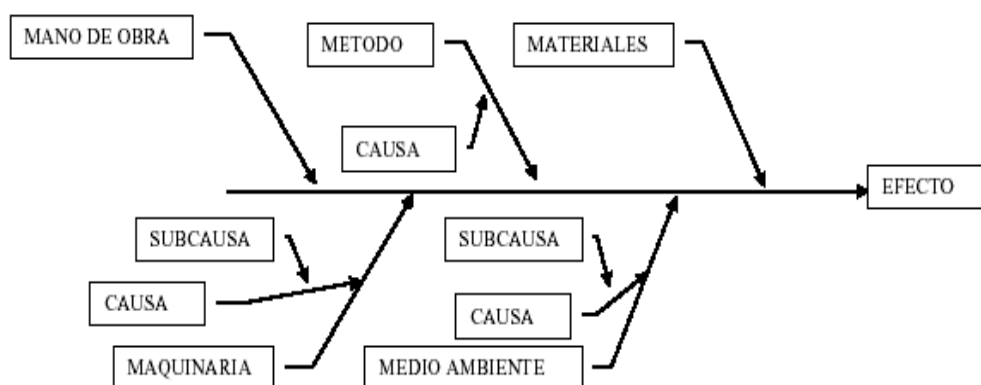 MANO DE OBRA
METODO
MATERIALES
CAUSA
EFECTO
SUBCAUSA
SUBCAUSA
CAUSA
CAUSA
MAQUINARIA
MEDIO AMBIENTE